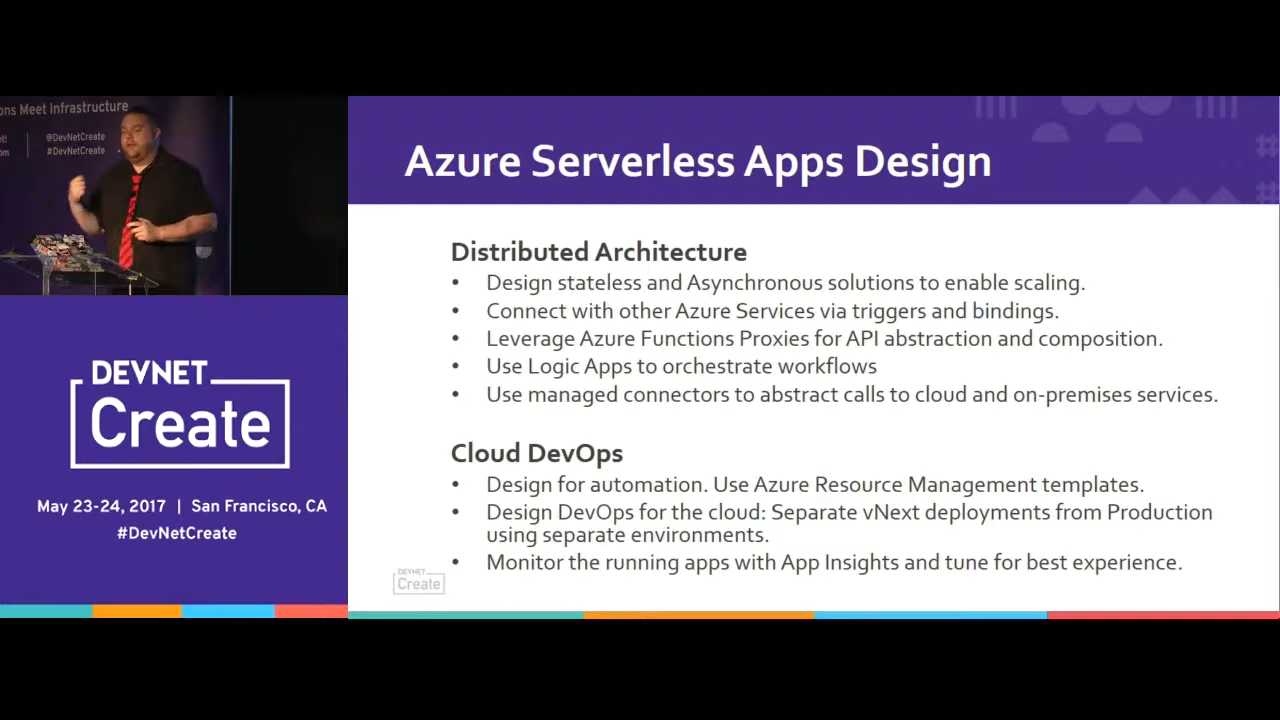 ons Meet Infrastructure
et!
@DevNetCreate
om
#DevNetCreate
DEVNET
Create
May 23-24, 2017 | San Francisco, CA
#DevNetCreate
Azure Serverless Apps Design
Distributed Architecture
• Design stateless and Asynchronous solutions to enable scaling.
• Connect with other Azure Services via triggers and bindings.
• Leverage Azure Functions Proxies for API abstraction and composition.
• Use Logic Apps to orchestrate workflows
• Use managed connectors to abstract calls to cloud and on-premises services.
Cloud DevOps
• Design for automation. Use Azure Resource Management templates.
• Design DevOps for the cloud: Separate vNext deployments from Production
using separate environments.
• Monitor the running apps with App Insights and tune for best experience.
DEVNET
Create